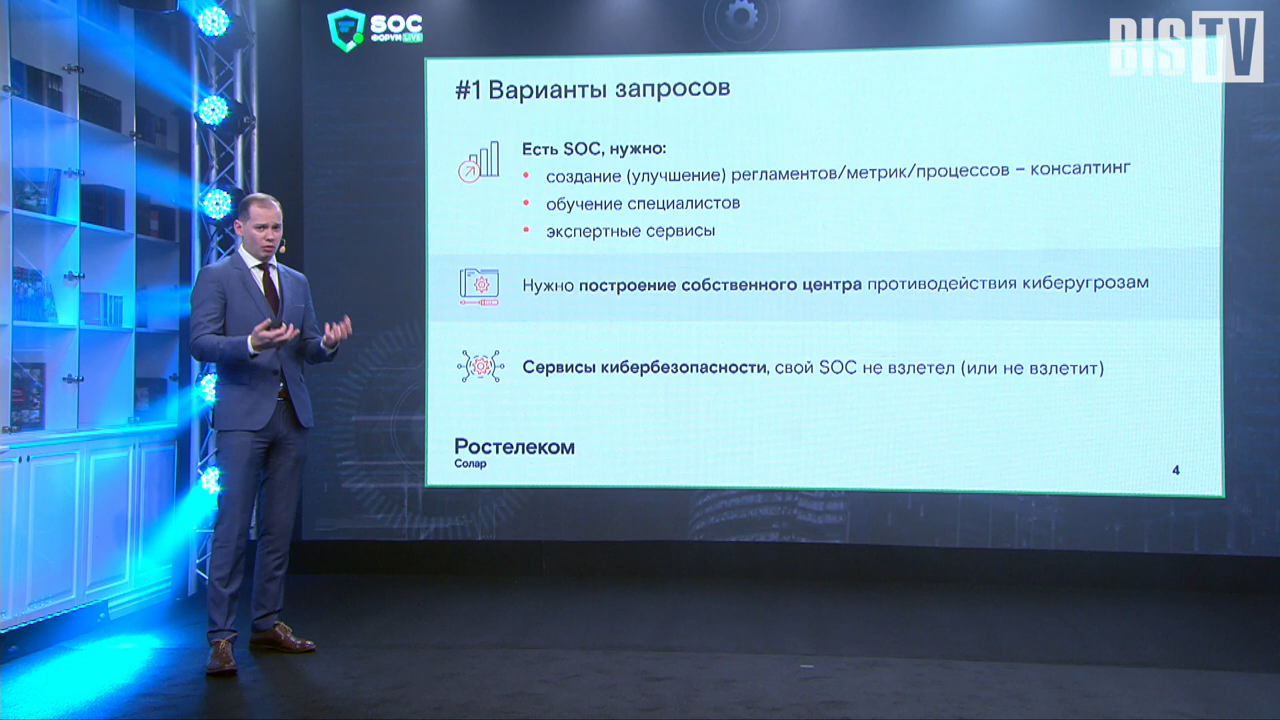 SOC
ФОРУМ LIVE
BIS TV
#1 Варианты запросов
Есть SOC, нужно:
• создание (улучшение) регламентов/метрик/процессов – консалтинг
• обучение специалистов
• экспертные сервисы
Нужно построение собственного центра противодействия киберугрозам
Сервисы кибербезопасности, свой SOC не взлетел (или не взлетит)
Ростелеком
Солар
4